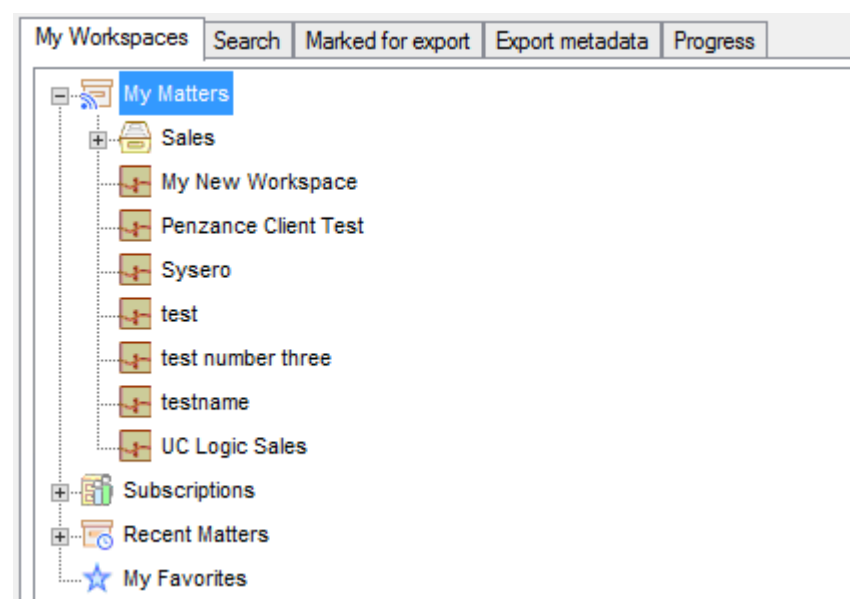 My Workspaces Search Marked for export Export metadata Progress
My Matters
Sales
My New Workspace
Penzance Client Test
Sysero
test
test number three
testname
UC Logic Sales
Subscriptions
Recent Matters
My Favorites